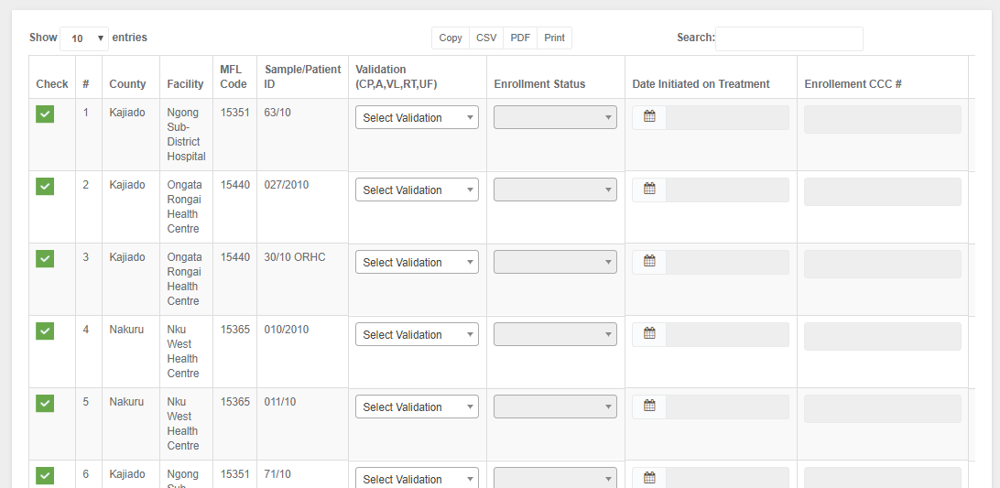 Show 10 entries Copy CSV PDF Print Search:
Check # County Facility MFL Code Sample/Patient ID Validation (CP,A,VL,RT,UF) Enrollment Status Date Initiated on Treatment Enrollement CCC #
1 Kajiado Ngong Sub-District Hospital 15351 63/10 Select Validation
2 Kajiado Ongata Rongai Health Centre 15440 027/2010 Select Validation
3 Kajiado Ongata Rongai Health Centre 15440 30/10 ORHC Select Validation
4 Nakuru Nku West Health Centre 15365 010/2010 Select Validation
5 Nakuru Nku West Health Centre 15365 011/10 Select Validation
6 Kajiado Ngong Sub- 15351 71/10 Select Validation